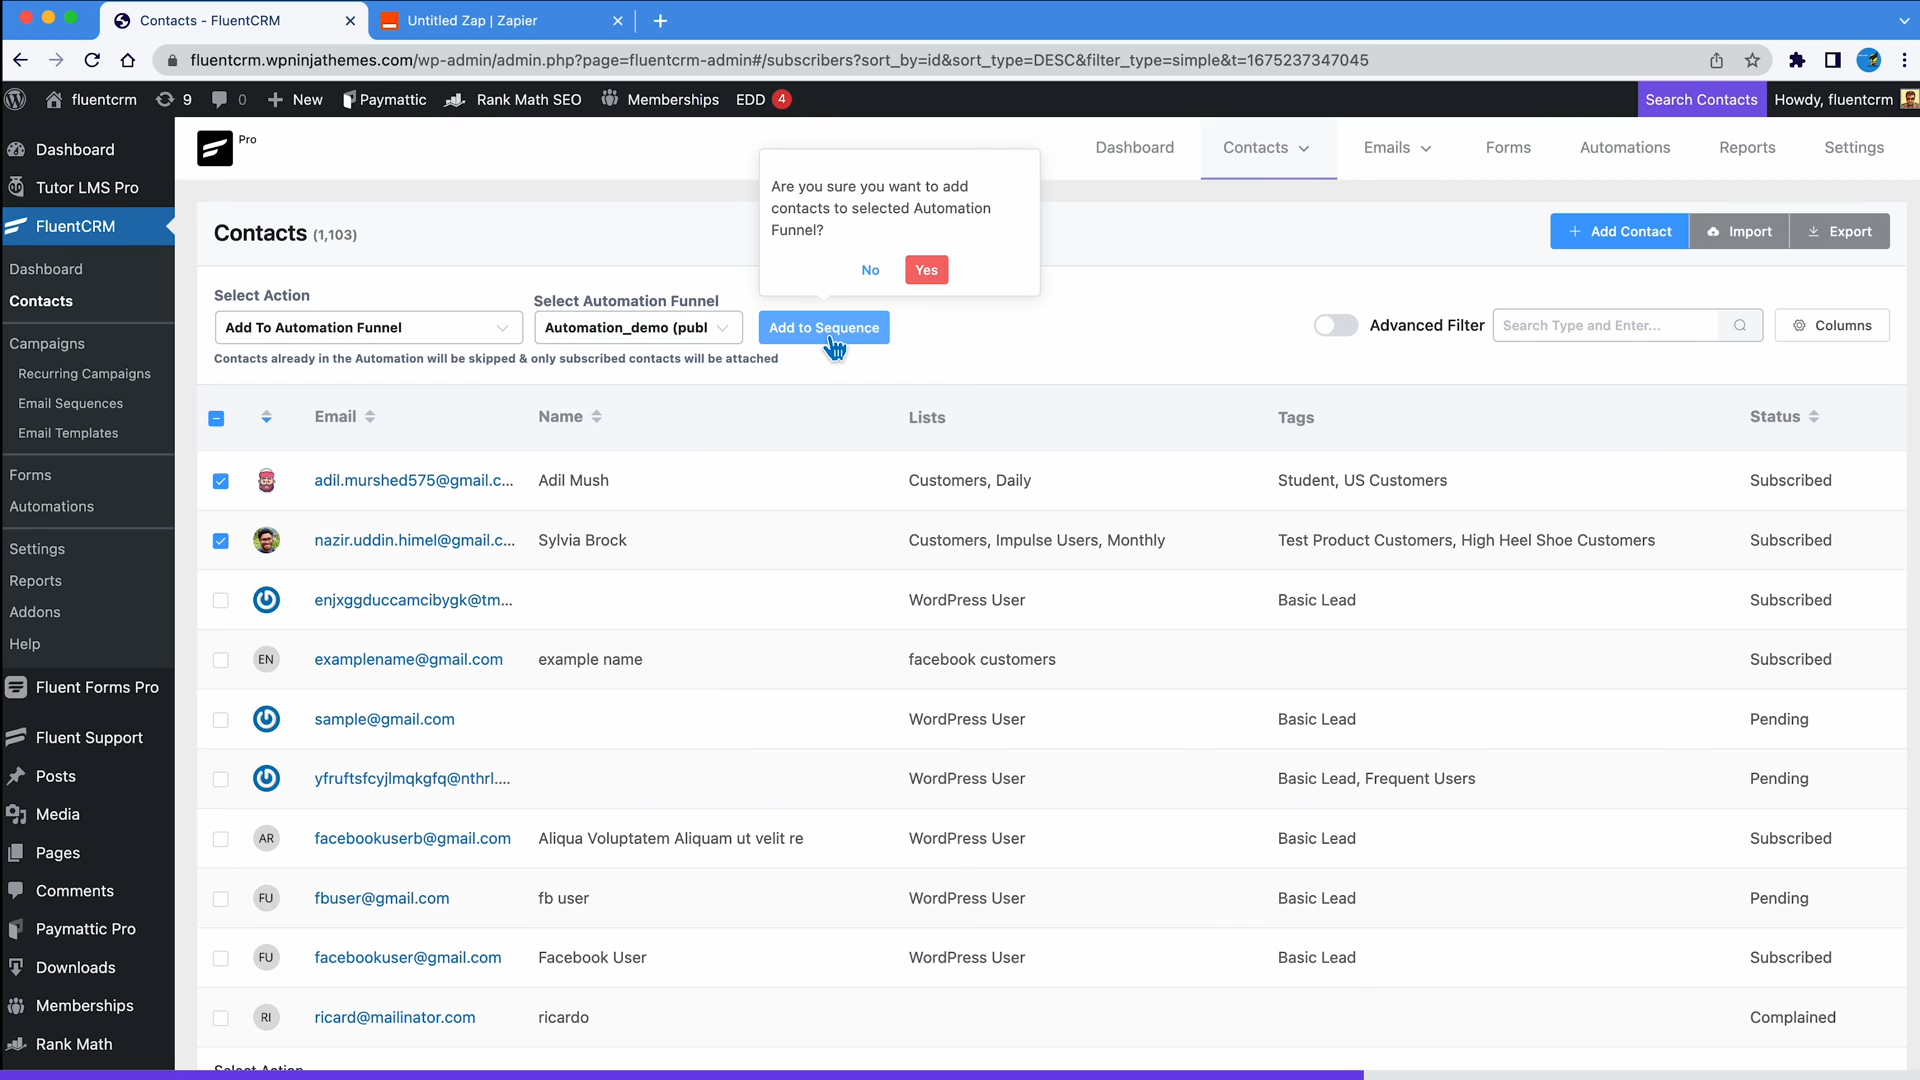 Contacts - FluentCRM
Untitled Zap | Zapier
fluentcrm.wpninjathemes.com/wp-admin/admin.php?page=fluentcrm-admin#/subscribers?sort_by=id&sort_type=DESC&filter_type=simple&t=1675237347045
fluentcrm 9 0 New Paymattic Rank Math SEO Memberships EDD 4 Search Contacts Howdy, fluentcrm
Dashboard
Tutor LMS Pro
FluentCRM
Dashboard
Contacts
Campaigns
Recurring Campaigns
Email Sequences
Email Templates
Forms
Automations
Settings
Reports
Addons
Help
Fluent Forms Pro
Fluent Support
Posts
Media
Pages
Comments
Paymattic Pro
Downloads
Memberships
Rank Math
Pro
Dashboard Contacts Emails Forms Automations Reports Settings
Are you sure you want to add
contacts to selected Automation
Funnel?
No Yes
Contacts (1,103)
Add Contact Import Export
Select Action
Select Automation Funnel
Add To Automation Funnel Automation_demo (publ Add to Sequence
Contacts already in the Automation will be skipped & only subscribed contacts will be attached
Advanced Filter Search Type and Enter... Columns
Email Name Lists Tags Status
adil.murshed575@gmail.c... Adil Mush Customers, Daily Student, US Customers Subscribed
nazir.uddin.himel@gmail.c... Sylvia Brock Customers, Impulse Users, Monthly Test Product Customers, High Heel Shoe Customers Subscribed
enjxggduccamcibygk@tm... WordPress User Basic Lead Subscribed
EN examplename@gmail.com example name facebook customers Subscribed
sample@gmail.com WordPress User Basic Lead Pending
yfruftsfcyjlmqkgfq@nthrl.... WordPress User Basic Lead, Frequent Users Pending
AR facebookuserb@gmail.com Aliqua Voluptatem Aliquam ut velit re WordPress User Basic Lead Subscribed
FU fbuser@gmail.com fb user WordPress User Basic Lead Pending
FU facebookuser@gmail.com Facebook User WordPress User Basic Lead Subscribed
RI ricard@mailinator.com ricardo Complained
Select Action